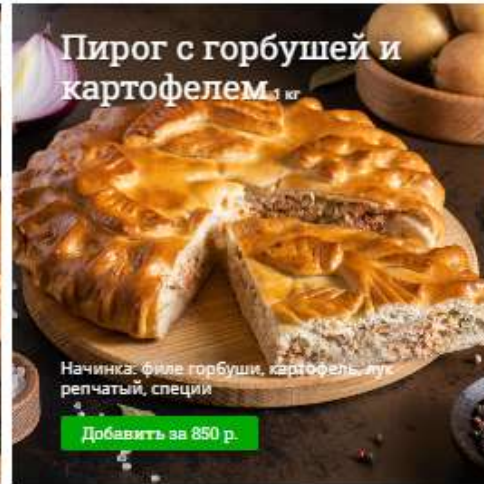 Пирог с горбушей и
картофелем 1 кг
Начинка: филе горбуши, картофель, лук
репчатый, специи
Добавить за 850 р.